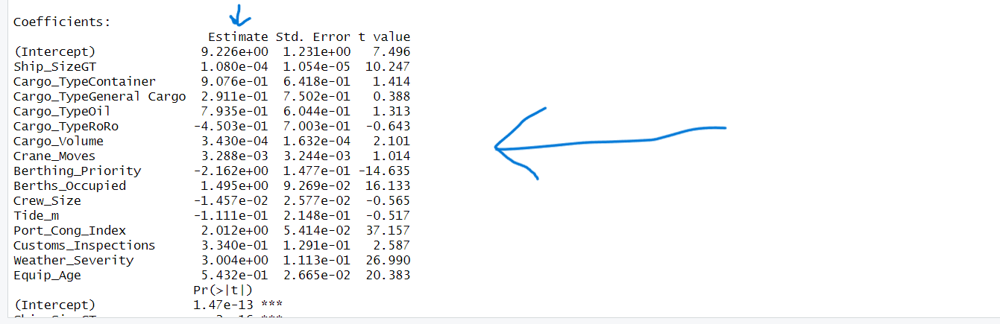 Coefficients:
Estimate Std. Error t value
(Intercept) 9.226e+00 1.231e+00 7.496
Ship_SizeGT 1.080e-04 1.054e-05 10.247
Cargo_TypeContainer 9.076e-01 6.418e-01 1.414
Cargo_TypeGeneral Cargo 2.911e-01 7.502e-01 0.388
Cargo_TypeOil 7.935e-01 6.044e-01 1.313
Cargo_TypeRoRo -4.503e-01 7.003e-01 -0.643
Cargo_Volume 3.430e-04 1.632e-04 2.101
Crane_Moves 3.288e-03 3.244e-03 1.014
Berthing_Priority -2.162e+00 1.477e-01 -14.635
Berths_Occupied 1.495e+00 9.269e-02 16.133
Crew_Size -1.457e-02 2.577e-02 -0.565
Tide_m -1.111e-01 2.148e-01 -0.517
Port_Cong_Index 2.012e+00 5.414e-02 37.157
Customs_Inspections 3.340e-01 1.291e-01 2.587
Weather_Severity 3.004e+00 1.113e-01 26.990
Equip_Age 5.432e-01 2.665e-02 20.383
Pr(>|t|)
(Intercept) 1.47e-13 ***